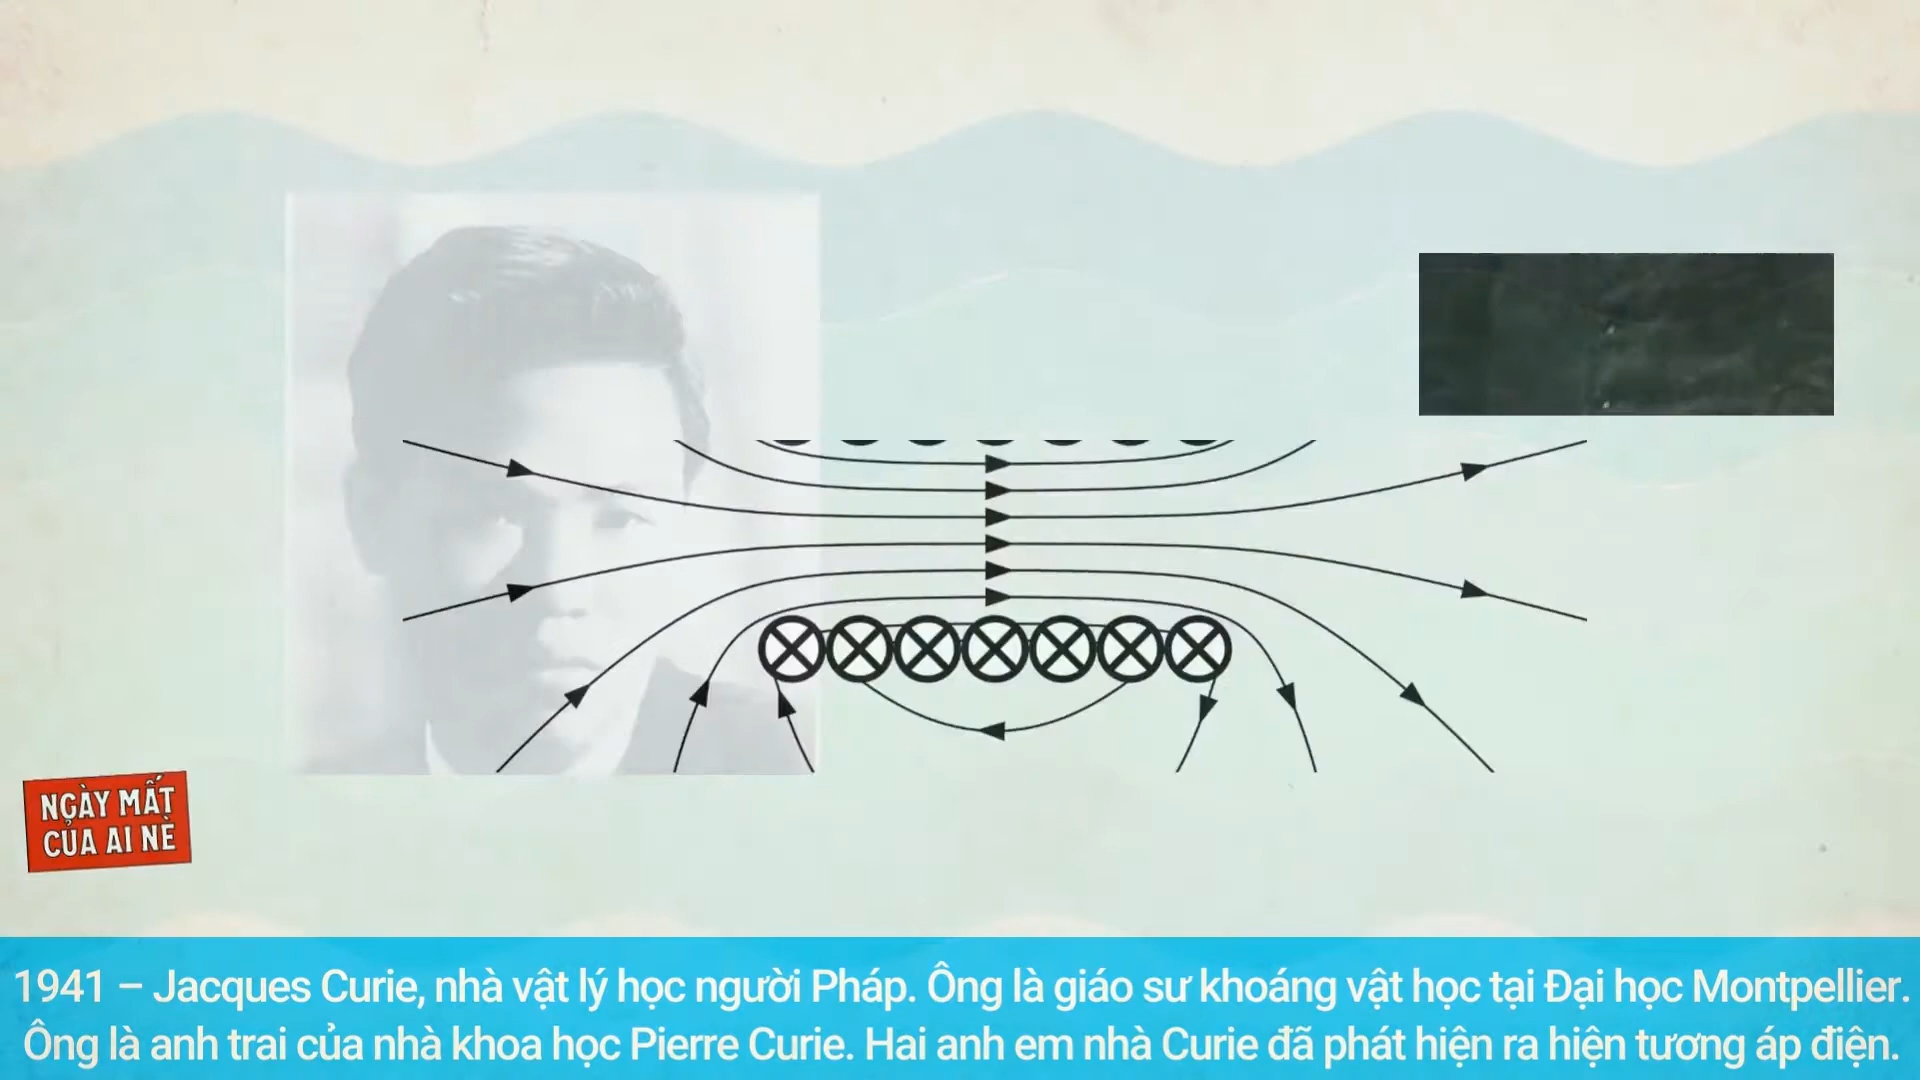 NGÀY MẤT
CỦA AI NÈ
1941 – Jacques Curie, nhà vật lý học người Pháp. Ông là giáo sư khoáng vật học tại Đại học Montpellier.
Ông là anh trai của nhà khoa học Pierre Curie. Hai anh em nhà Curie đã phát hiện ra hiện tương áp điện.